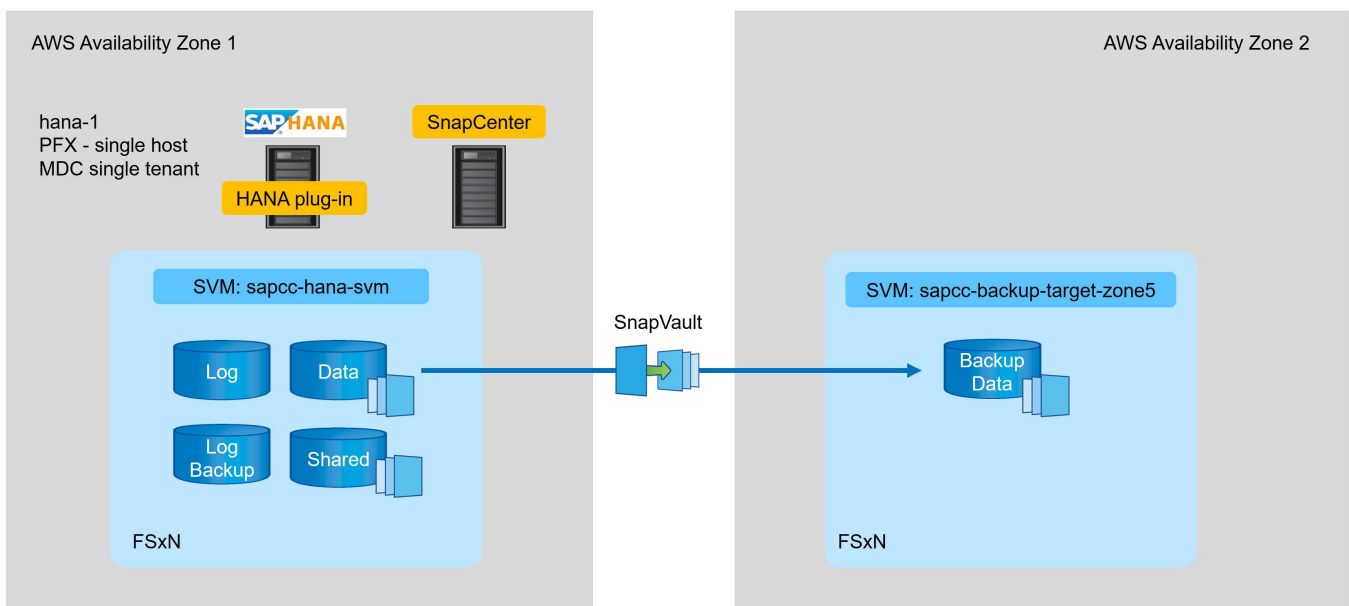 AWS Availability Zone 1
AWS Availability Zone 2
hana-1
PFX - single host
MDC single tenant
SAP HANA
SnapCenter
HANA plug-in
SVM: sapcc-hana-svm
SVM: sapcc-backup-target-zone5
SnapVault
Log
Data
Backup
Data
Log
Backup
Shared
FSxN
FSxN